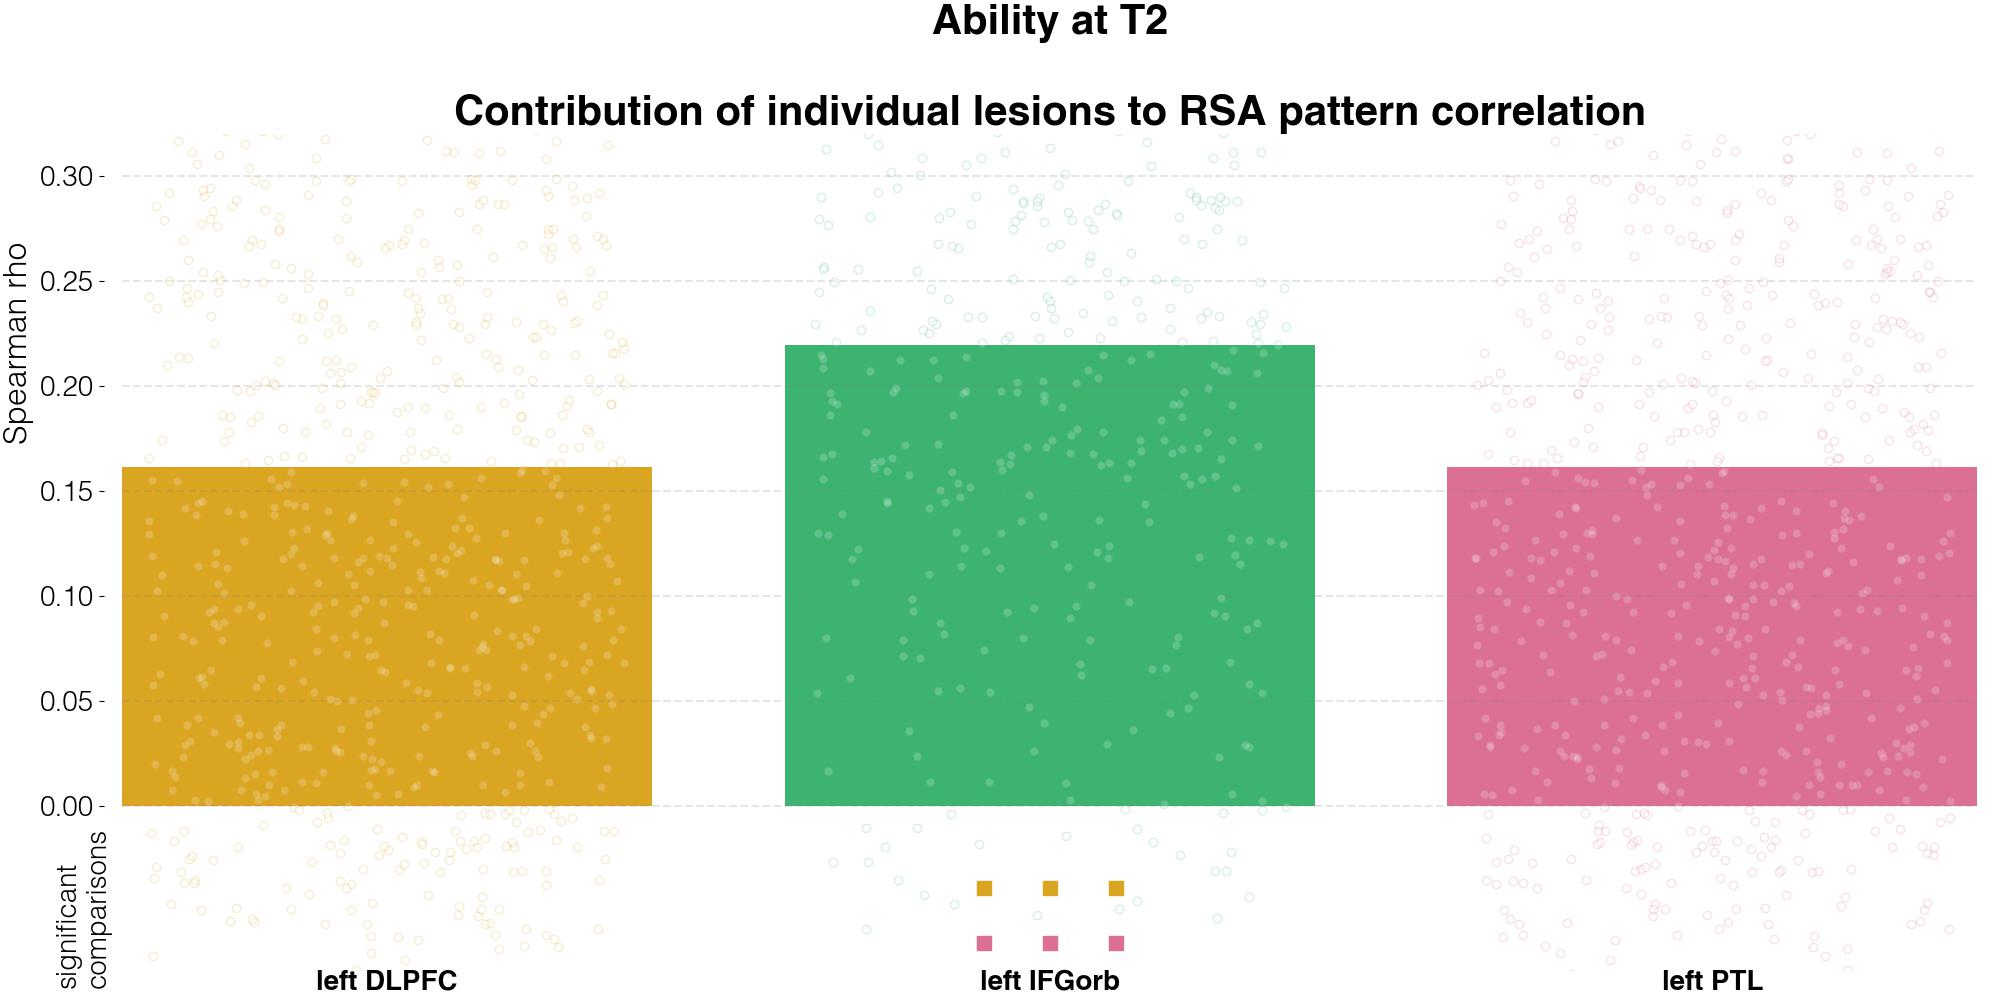 Ability at T2
Contribution of individual lesions to RSA pattern correlation
Spearman rho
0.30
0.25
0.20
0.15
0.10
0.05
0.00
significant
comparisons
left DLPFC
left IFGorb
left PTL